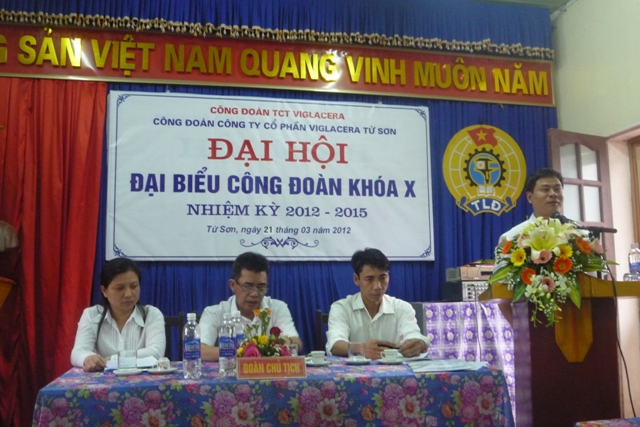 G SẢN VIỆT NAM QUANG VINH MUÔN NĂM
CÔNG ĐOÀN TCT VIGLACERA
CÔNG ĐOÀN CÔNG TY CỔ PHẦN VIGLACERA TỪ SƠN
ĐẠI HỘI
ĐẠI BIỂU CÔNG ĐOÀN KHÓA X
NHIỆM KỲ 2012 - 2015
Từ Sơn, ngày 21 tháng 03 năm 2012
TLĐ
ĐOÀN CHỦ TỊCH